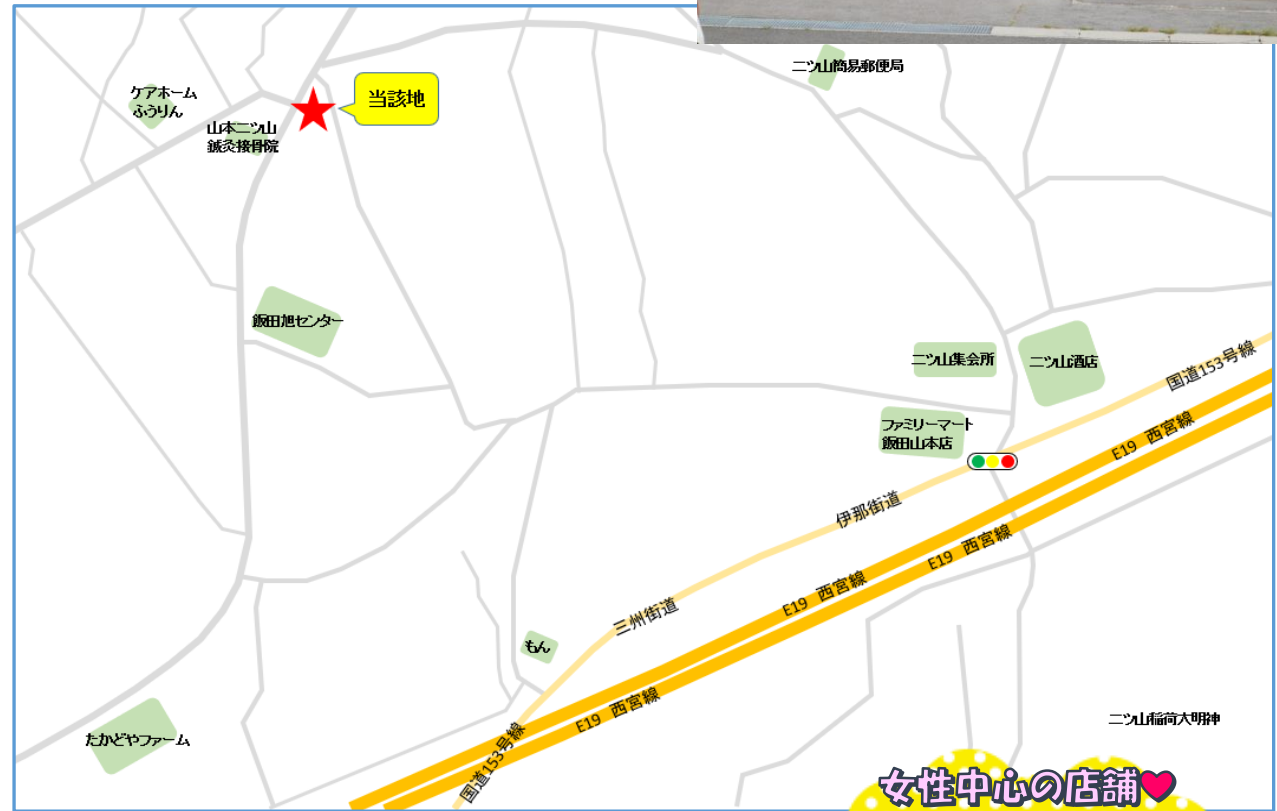 二ツ山簡易郵便局
ケアホーム
ふうりん
当該地
山本二ツ山
鍼灸接骨院
飯田旭センター
二ツ山集会所
二ツ山酒店
国道153号線
ファミリーマート
飯田山本店
E19 西宮線
伊那街道
E19 西宮線
E19 西宮線
三州街道
もん
E19 西宮線
国道153号線
たかどやファーム
二ツ山稲荷大明神
女性中心の店舗♥